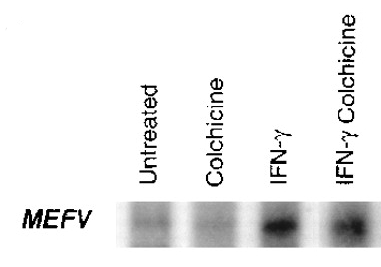 Untreated
Colchicine
IFN-γ
IFN-γ Colchicine
MEFV